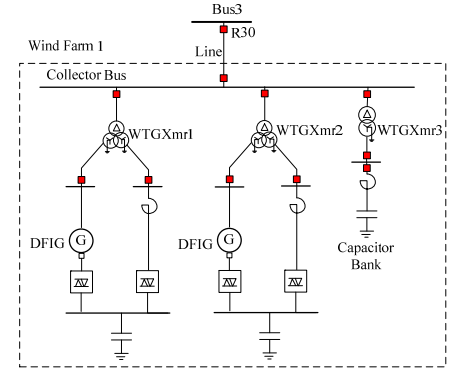 Bus3
R30
Line
Wind Farm 1
Collector Bus
WTGXmr1
WTGXmr2
WTGXmr3
DFIG
G
DFIG
G
Capacitor
Bank